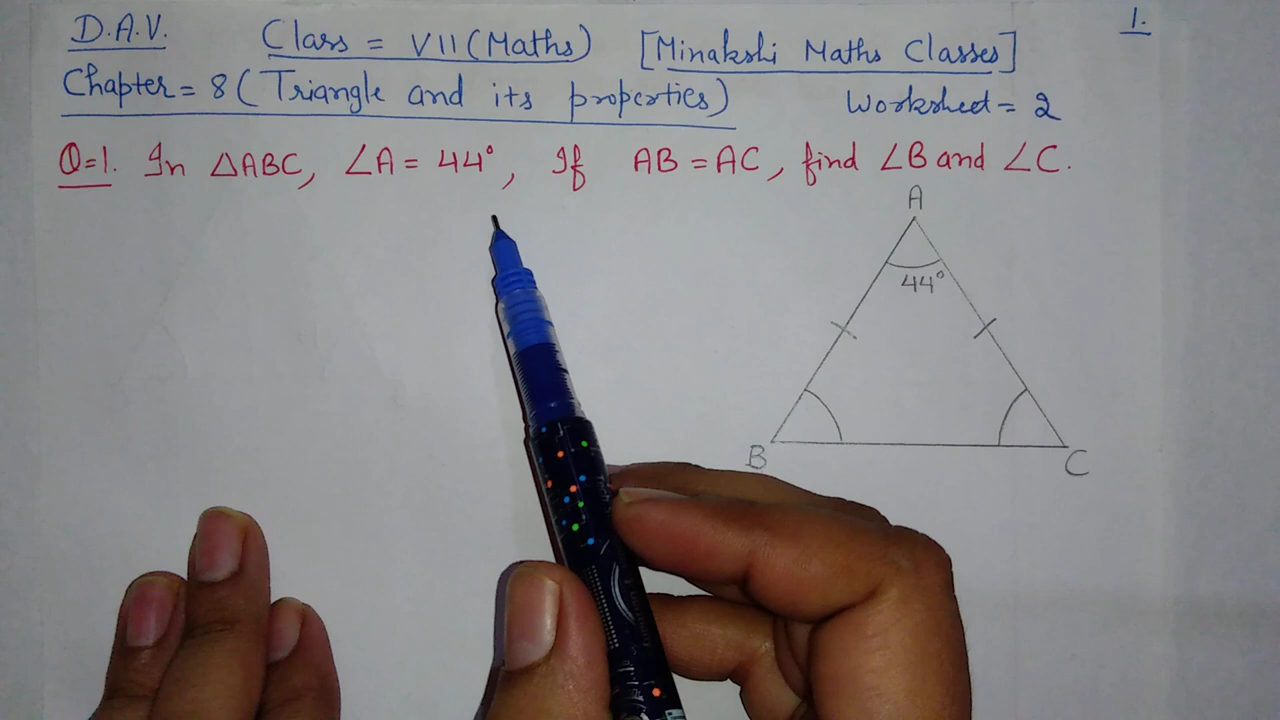 D.A.V. Class = VII (Maths) [Minakshi Maths Classes] 1.
Chapter = 8 (Triangle and its properties) Worksheet = 2
Q=1. In △ABC, ∠A = 44°, If AB = AC, find ∠B and ∠C.
A
44°
B
C